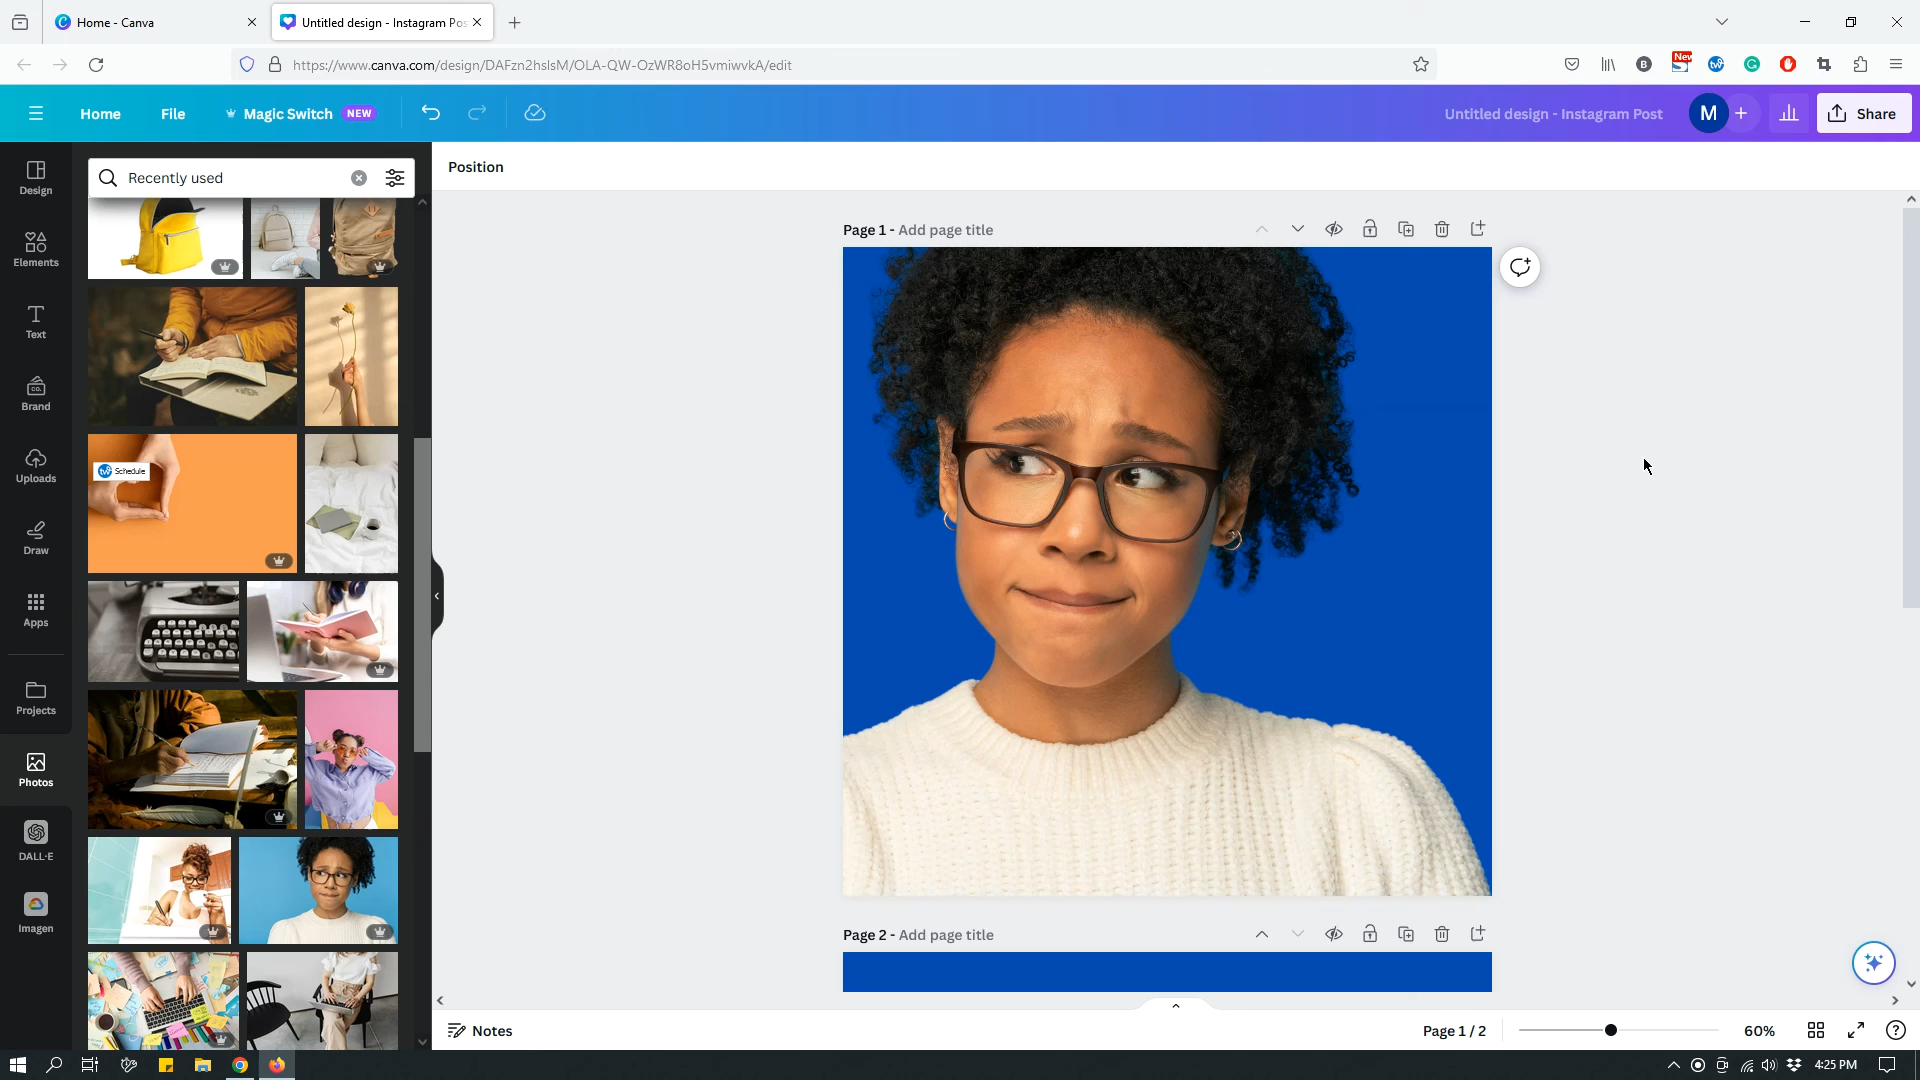 Home - Canva
Untitled design - Instagram Pos
https://www.canva.com/design/DAFzn2hslsM/OLA-QW-OzWR8oH5vmiwvkA/edit
B
New
Home
File
Magic Switch
NEW
Untitled design - Instagram Post
M
+
Share
Design
Elements
Text
Brand
Uploads
Draw
Apps
Projects
Photos
DALL·E
Imagen
Recently used
Schedule
Position
Page 1 - Add page title
Page 2 - Add page title
Notes
Page 1 / 2
60%
4:25 PM